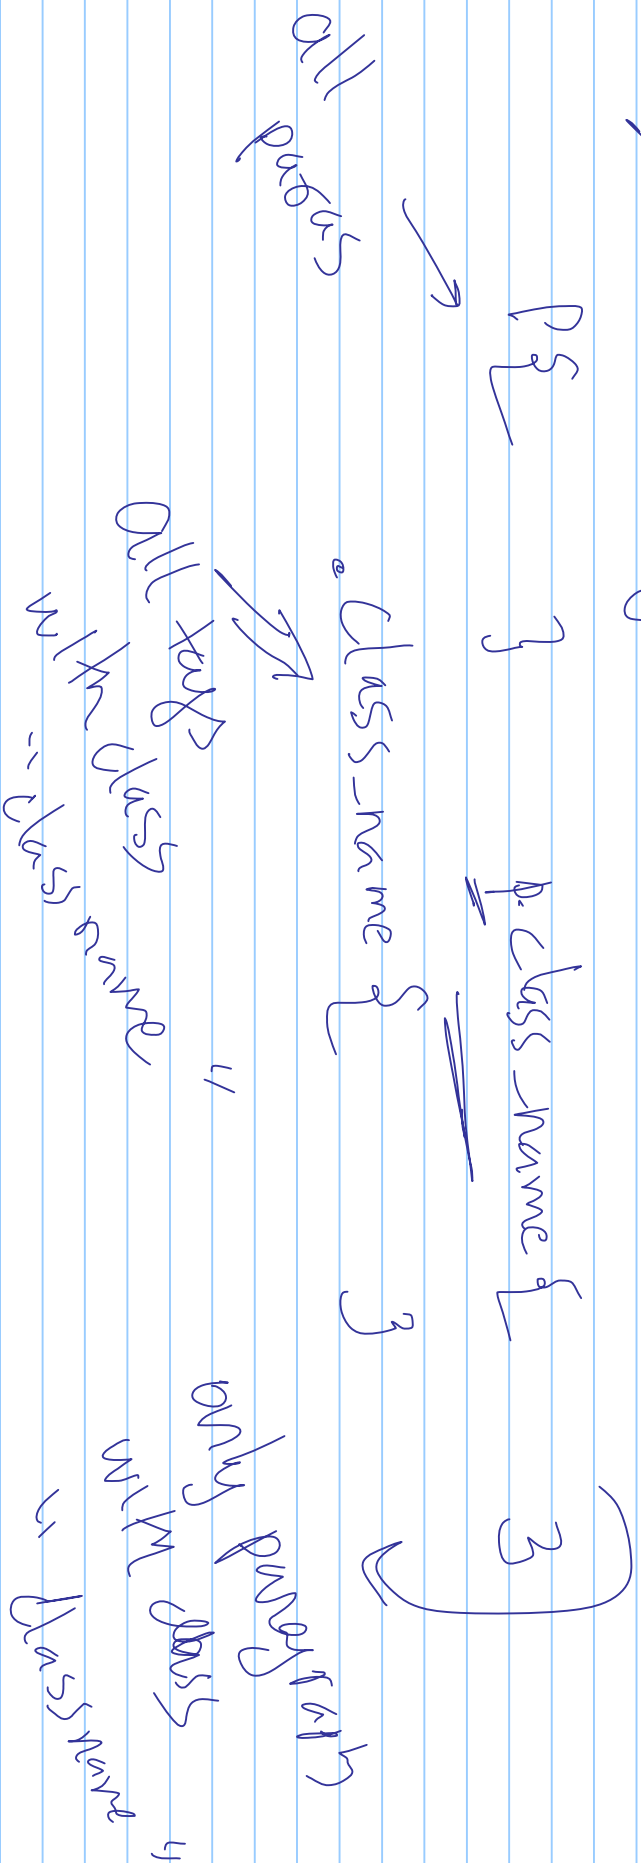 p{ } p.class_name{ }
.class_name{ }
all
paras
all tags
with class
"class name"
only paragraph
with class
"classname"